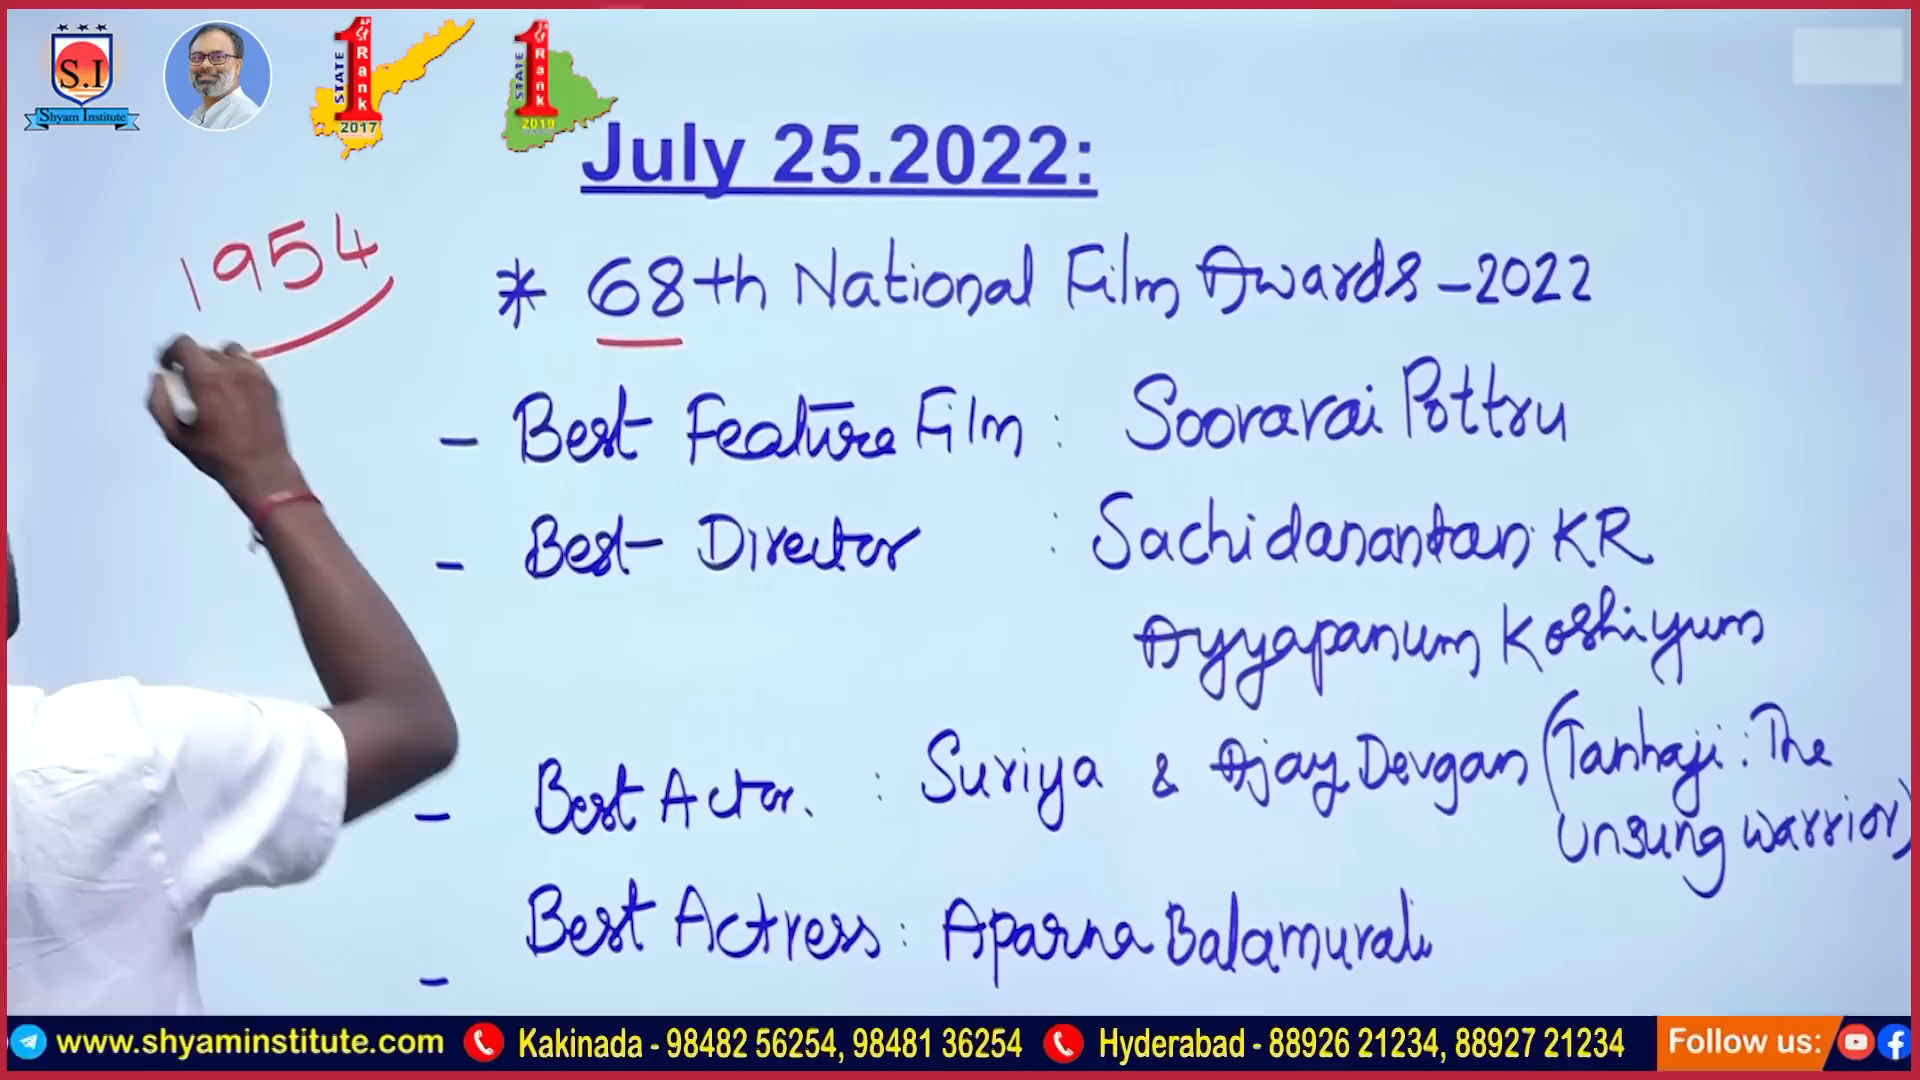 S.I
Shyam Institute
STATE 1 Rank
2017
STATE 1 Rank
2019
July 25.2022:
1954
* 68th National Film Awards -2022
- Best Feature Film : Soorarai Pottru
- Best Director : Sachidanantan KR
Ayyapanum Koshiyum
- Best Actor. : Suriya & Ajay Devgan (Tanhaji: The
Unsung warrior)
- Best Actress : Aparna Balamurali
www.shyaminstitute.com Kakinada - 98482 56254, 98481 36254 Hyderabad - 88926 21234, 88927 21234 Follow us: